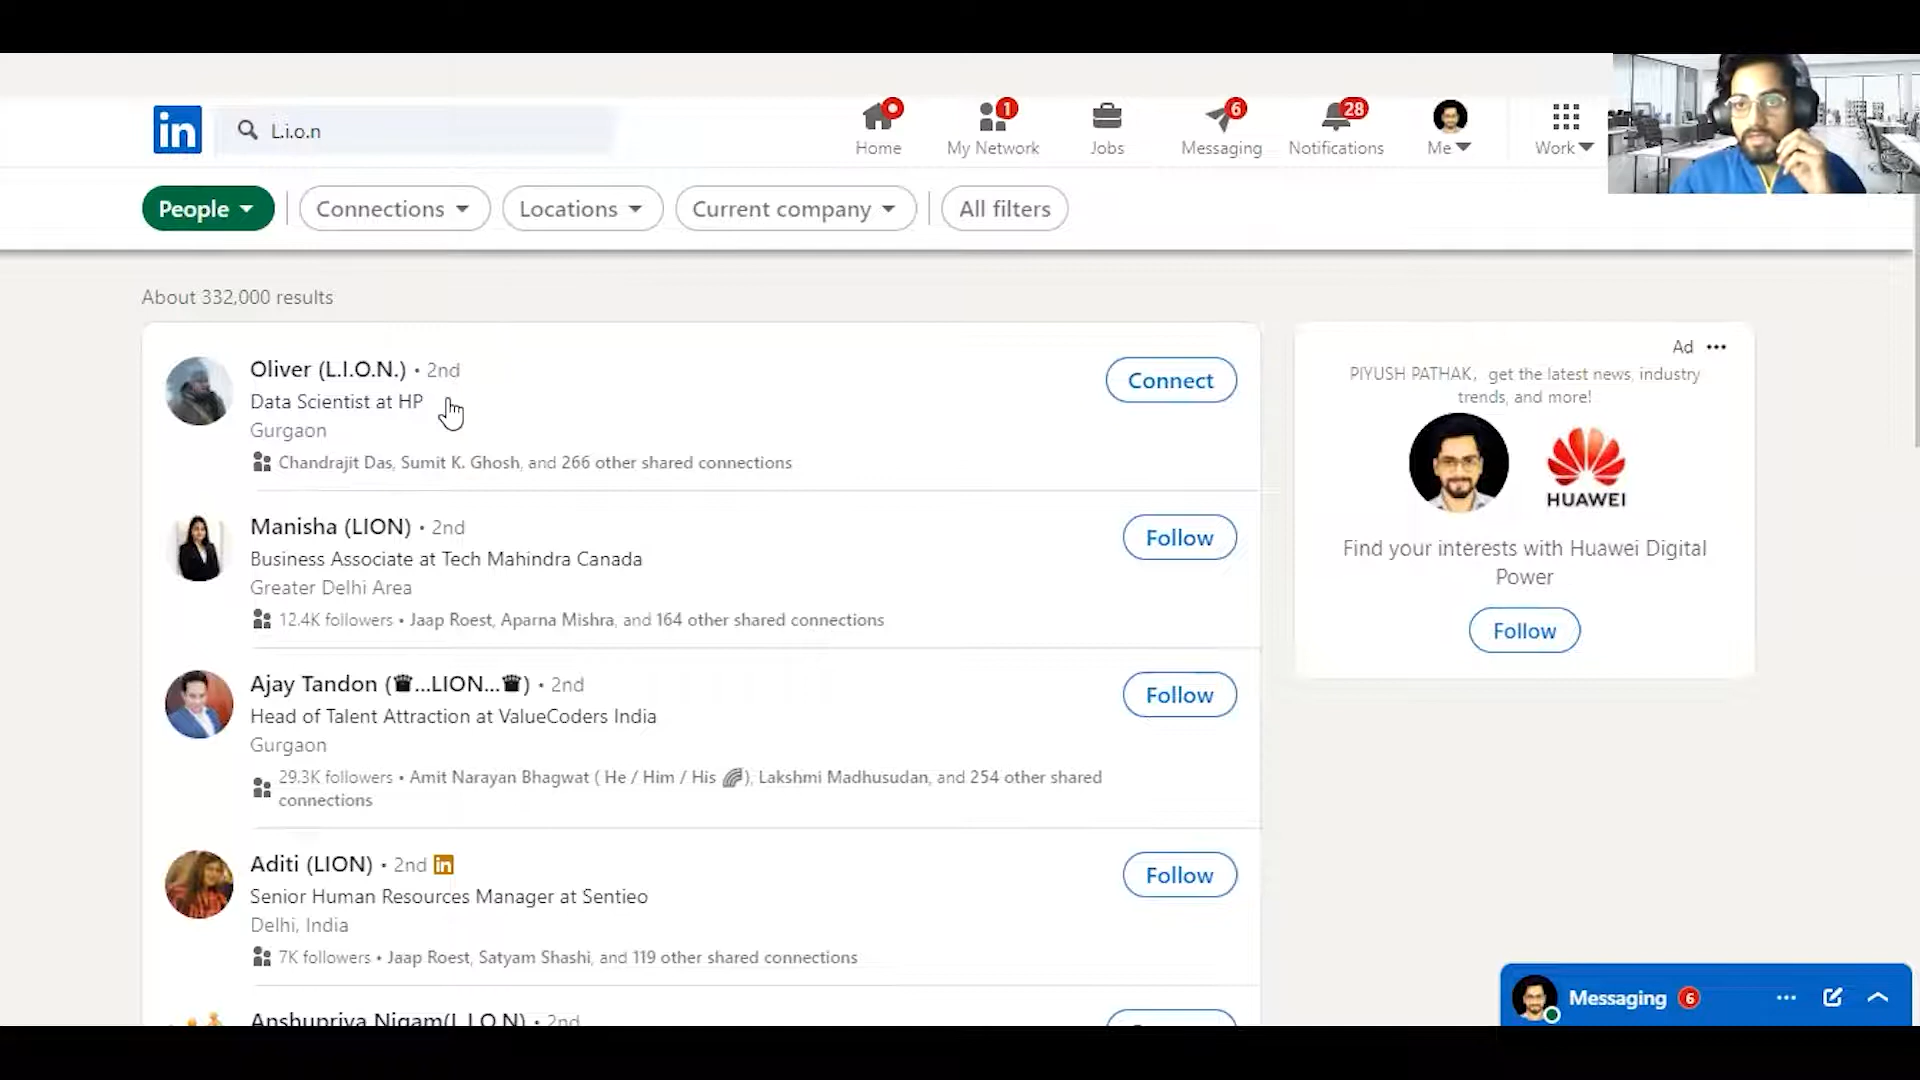 in
L.i.o.n
Home
1
My Network
Jobs
6
Messaging
28
Notifications
Me
Work
People
Connections
Locations
Current company
All filters
About 332,000 results
Oliver (L.I.O.N.) • 2nd
Data Scientist at HP
Gurgaon
Chandrajit Das, Sumit K. Ghosh, and 266 other shared connections
Connect
Manisha (LION) • 2nd
Business Associate at Tech Mahindra Canada
Greater Delhi Area
12.4K followers • Jaap Roest, Aparna Mishra, and 164 other shared connections
Follow
Ajay Tandon (♛...LION...♛) • 2nd
Head of Talent Attraction at ValueCoders India
Gurgaon
29.3K followers • Amit Narayan Bhagwat ( He / Him / His 🌈), Lakshmi Madhusudan, and 254 other shared
connections
Follow
Aditi (LION) • 2nd in
Senior Human Resources Manager at Sentieo
Delhi, India
7K followers • Jaap Roest, Satyam Shashi, and 119 other shared connections
Follow
Anshupriya Nigam(L.I.O.N) • 2nd
Ad •••
PIYUSH PATHAK, get the latest news, industry
trends, and more!
HUAWEI
Find your interests with Huawei Digital
Power
Follow
Messaging 6